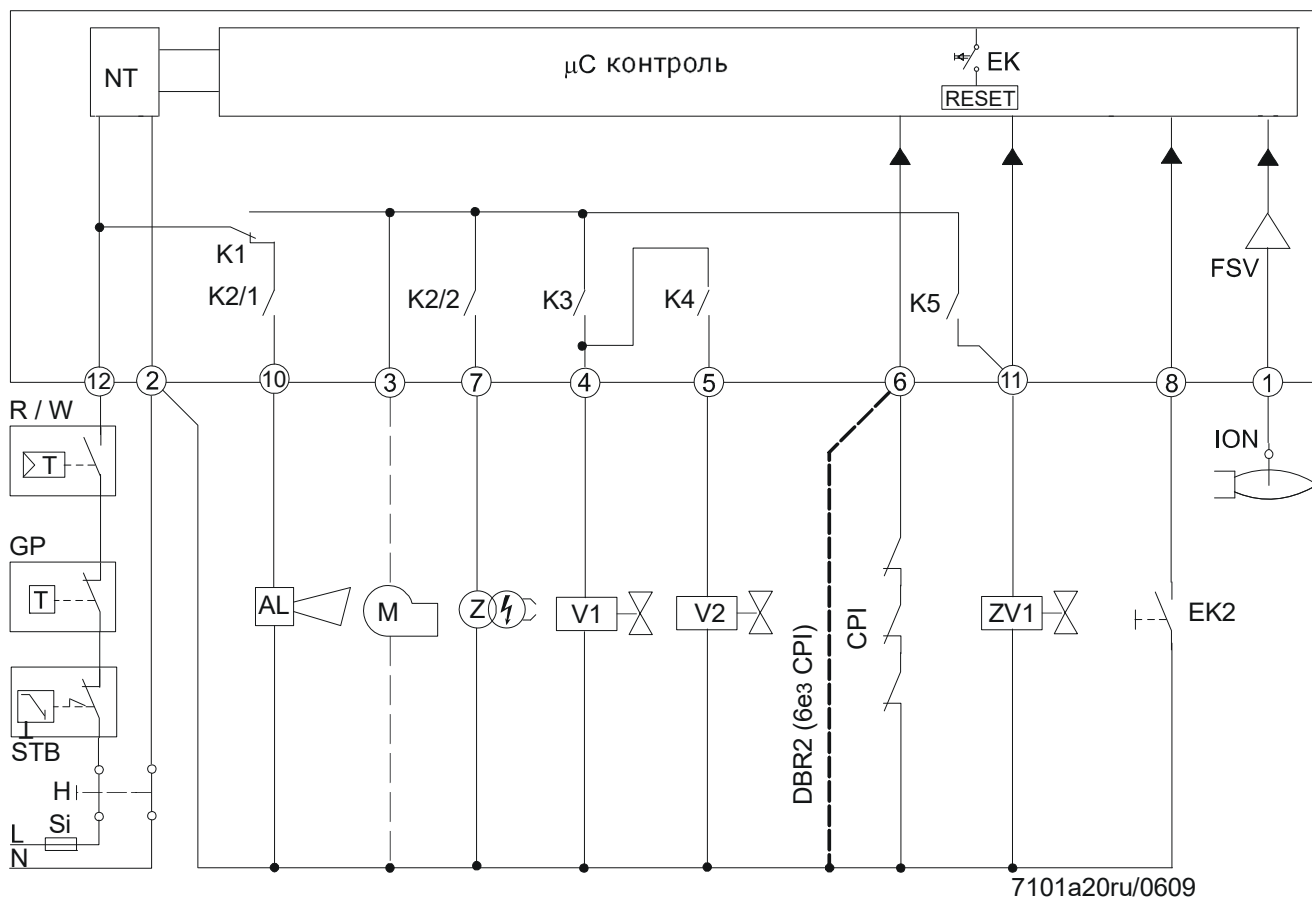 NT
µC контроль
EK
RESET
K1
K2/1
K2/2
K3
K4
K5
FSV
12
2
10
3
7
4
5
6
11
8
1
R / W
T
ION
GP
T
AL
M
Z
V1
V2
DBR2 (6eз CPI)
CPI
ZV1
EK2
STB
H
Si
L
N
7101a20ru/0609